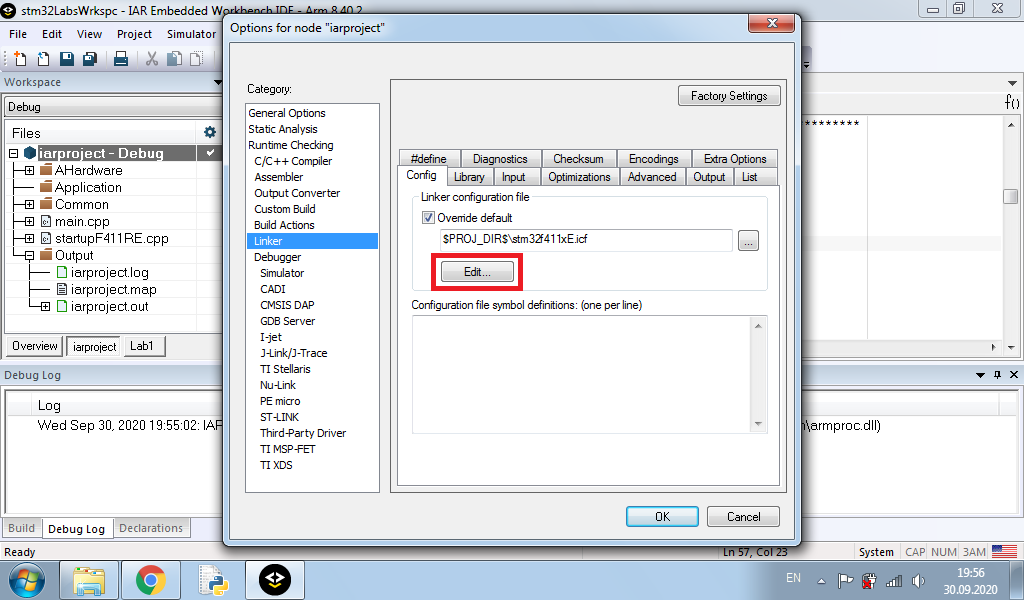 stm32LabsWrkspc - IAR Embedded Workbench IDE - Arm 8.40.2
File Edit View Project Simulator
Workspace
Debug
Files
iarproject - Debug
AHardware
Application
Common
main.cpp
startupF411RE.cpp
Output
iarproject.log
iarproject.map
iarproject.out
Overview iarproject Lab1
Options for node "iarproject"
Category:
General Options
Static Analysis
Runtime Checking
C/C++ Compiler
Assembler
Output Converter
Custom Build
Build Actions
Linker
Debugger
Simulator
CADI
CMSIS DAP
GDB Server
I-jet
J-Link/J-Trace
TI Stellaris
Nu-Link
PE micro
ST-LINK
Third-Party Driver
TI MSP-FET
TI XDS
Factory Settings
#define Diagnostics Checksum Encodings Extra Options
Config Library Input Optimizations Advanced Output List
Linker configuration file
Override default
$PROJ_DIR$\stm32f411xE.icf
...
Edit...
Configuration file symbol definitions: (one per line)
OK Cancel
f()
*********
Debug Log
Log
Wed Sep 30, 2020 19:55:02: IAR
\armproc.dll)
Build Debug Log Declarations
Ready
Ln 57, Col 23
System CAP NUM ЗАМ
EN
19:56
30.09.2020